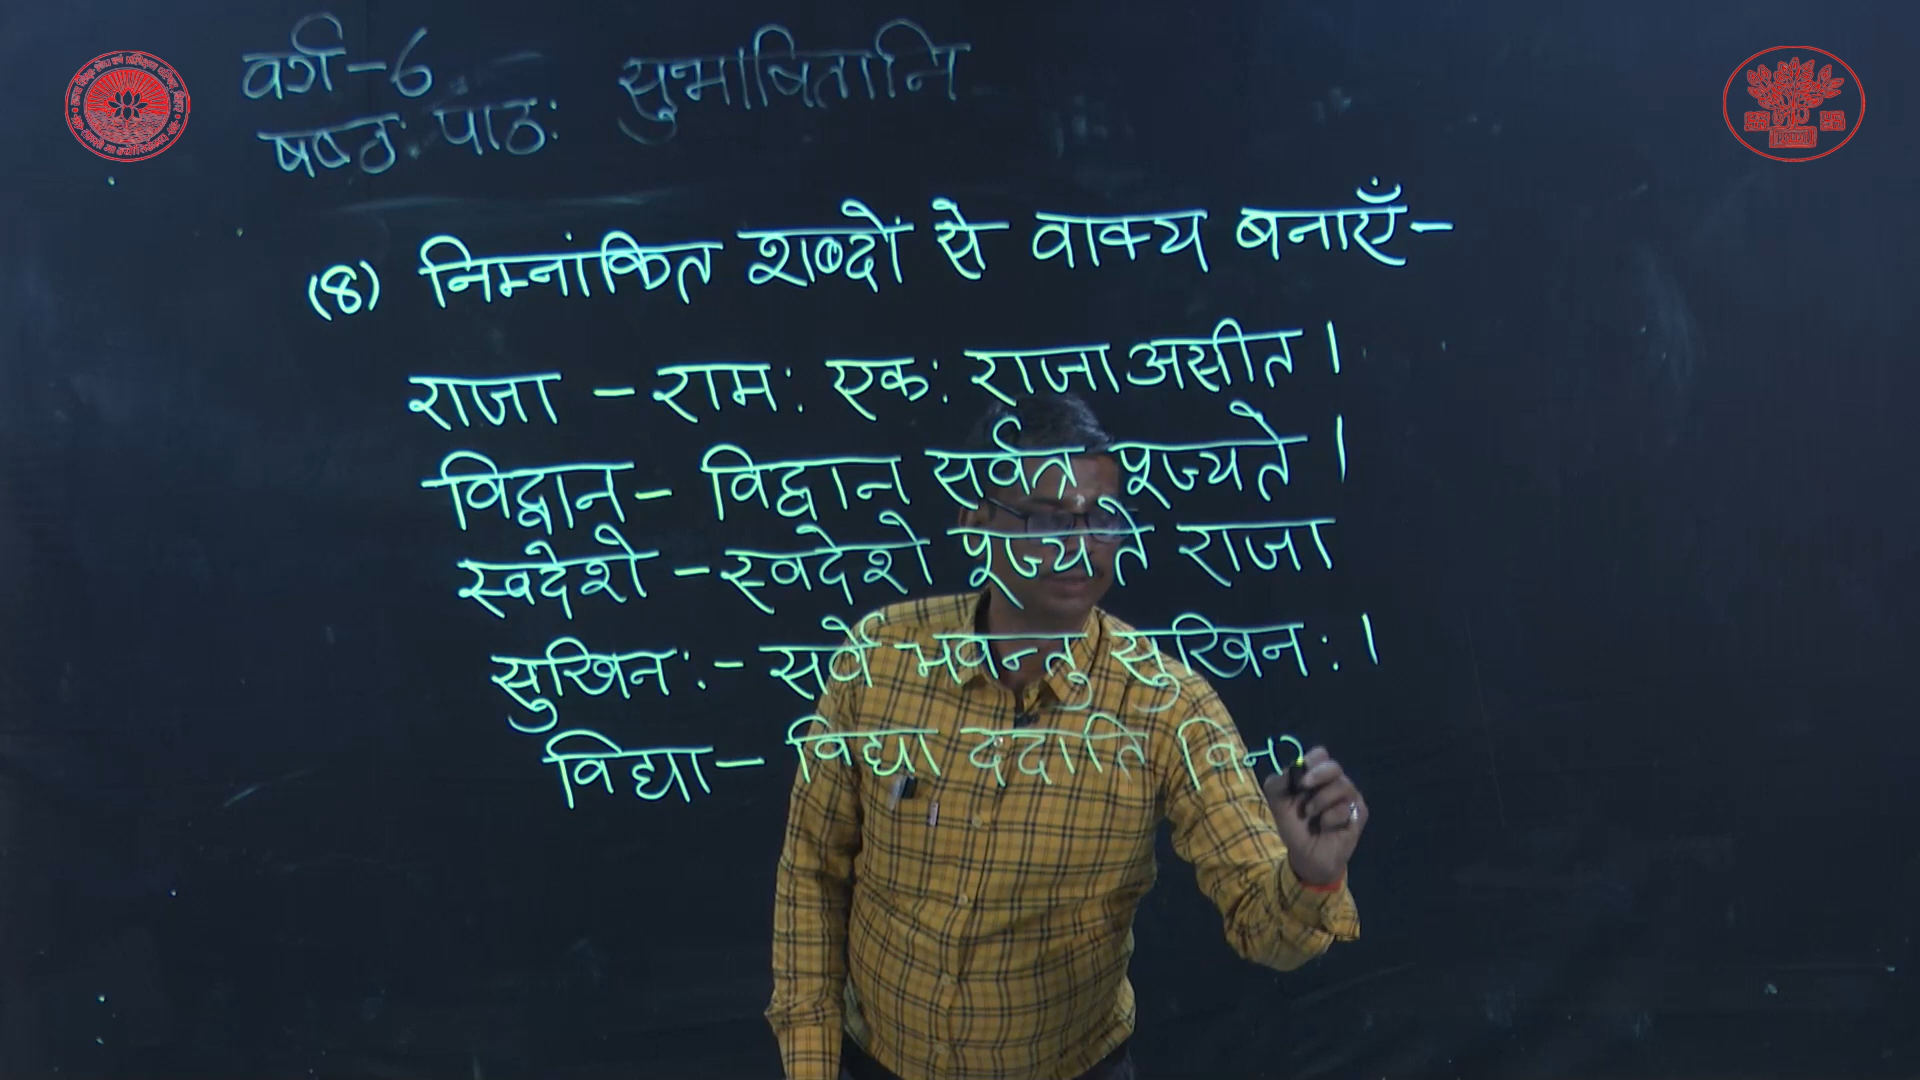 वर्ग-6
षष्ठः पाठः सुभाषितानि
(8) निम्नांकित शब्दों से वाक्य बनाएँ-
राजा - रामः एकः राजा असीत।
विद्वान - विद्वान सर्वत्र पूज्यते।
स्वदेशे - स्वदेशे पूज्यते राजा
सुखिनः - सर्वे भवन्तु सुखिनः।
विद्या - विद्या ददाति विन